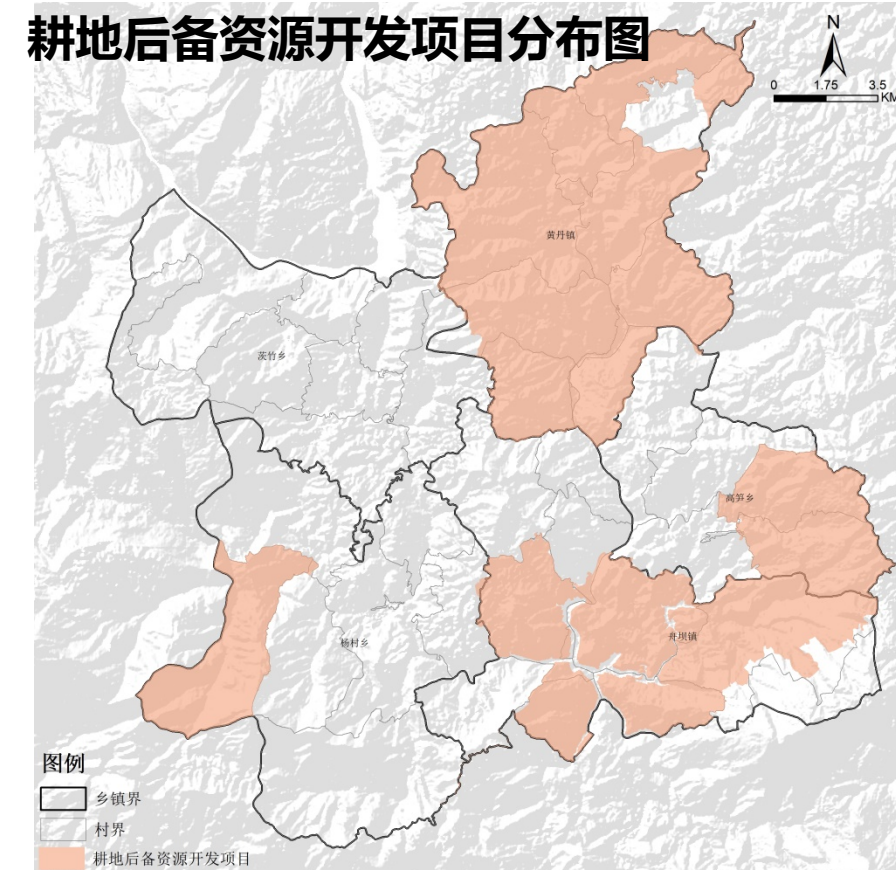 耕地后备资源开发项目分布图
N
0 1.75 3.5
KM
黄丹镇
茨竹乡
高笋乡
杨村乡
舟坝镇
图例
乡镇界
村界
耕地后备资源开发项目